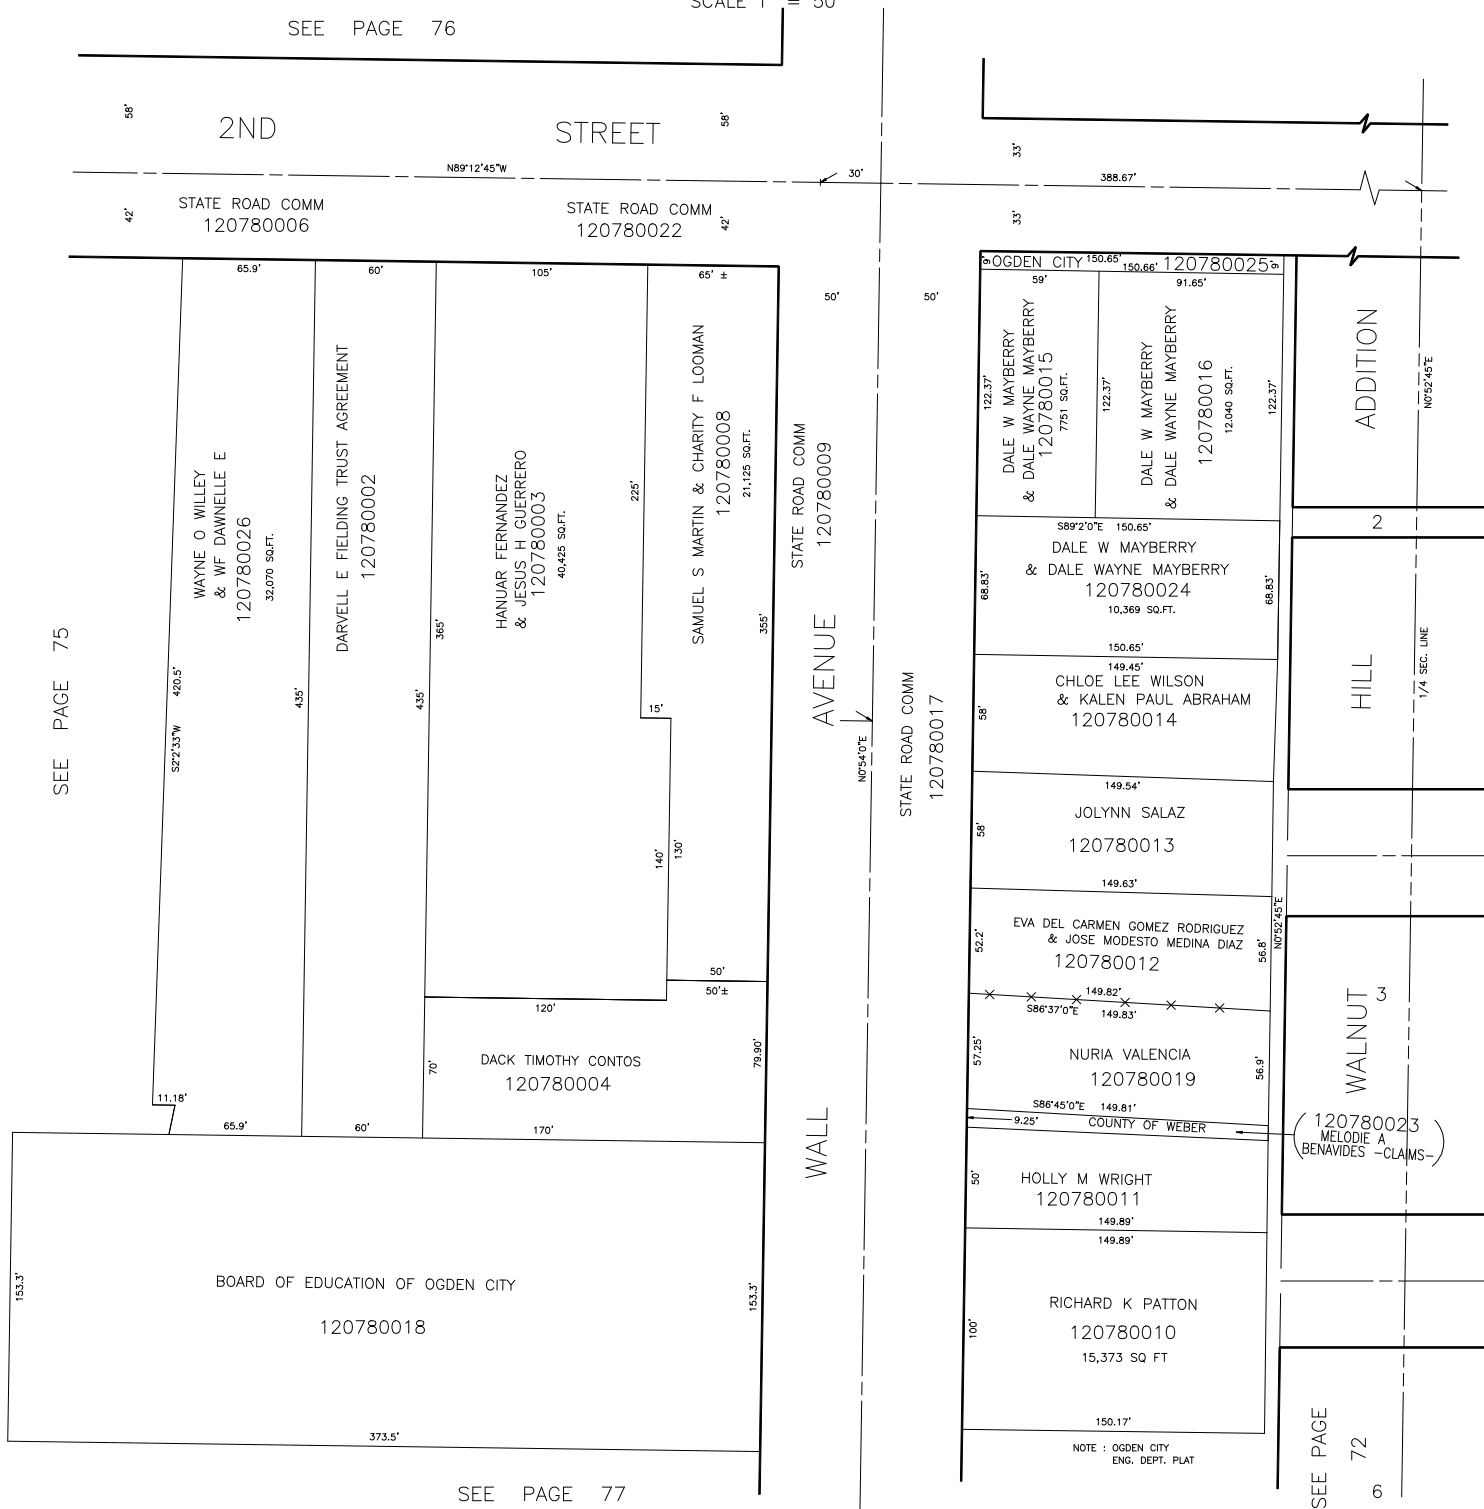 SCALE 1" = 50'
SEE PAGE 76
58'
2ND STREET
58'
N89°12'45"W
30'
33'
388.67'
42'
STATE ROAD COMM
120780006
STATE ROAD COMM
120780022
42'
33'
65.9'
60'
105'
65' ±
50'
50'
9'
OGDEN CITY
150.65'
150.66'
120780025
9'
59'
91.65'
WAYNE O WILLEY
& WF DAWNELLE E
120780026
32,070 SQ.FT.
420.5'
S2°2'33"W
435'
DARVELL E FIELDING TRUST AGREEMENT
120780002
435'
365'
HANUAR FERNANDEZ
& JESUS H GUERRERO
120780003
40,425 SQ.FT.
225'
15'
140'
130'
SAMUEL S MARTIN & CHARITY F LOOMAN
120780008
21,125 SQ.FT.
355'
STATE ROAD COMM
120780009
WALL AVENUE
N0°54'0"E
STATE ROAD COMM
120780017
122.37'
DALE W MAYBERRY
& DALE WAYNE MAYBERRY
120780015
7751 SQ.FT.
122.37'
DALE W MAYBERRY
& DALE WAYNE MAYBERRY
120780016
12,040 SQ.FT.
122.37'
S89°2'0"E 150.65'
DALE W MAYBERRY
& DALE WAYNE MAYBERRY
120780024
10,369 SQ.FT.
68.83'
68.83'
150.65'
149.45'
CHLOE LEE WILSON
& KALEN PAUL ABRAHAM
120780014
58'
149.54'
JOLYNN SALAZ
120780013
58'
149.63'
EVA DEL CARMEN GOMEZ RODRIGUEZ
& JOSE MODESTO MEDINA DIAZ
120780012
52.2'
56.8'
N0°52'45"E
149.82'
S86°37'0"E 149.83'
NURIA VALENCIA
120780019
57.25'
56.9'
S86°45'0"E 149.81'
9.25'
COUNTY OF WEBER
120780023
MELODIE A
BENAVIDES -CLAIMS-
HOLLY M WRIGHT
120780011
50'
149.89'
149.89'
RICHARD K PATTON
120780010
15,373 SQ FT
100'
150.17'
NOTE : OGDEN CITY
ENG. DEPT. PLAT
WALNUT HILL ADDITION
2
3
6
N0°52'45"E
1/4 SEC. LINE
SEE PAGE 72
SEE PAGE 75
50'
50'±
120'
DACK TIMOTHY CONTOS
120780004
70'
79.90'
11.18'
65.9'
60'
170'
BOARD OF EDUCATION OF OGDEN CITY
120780018
153.3'
153.3'
373.5'
SEE PAGE 77